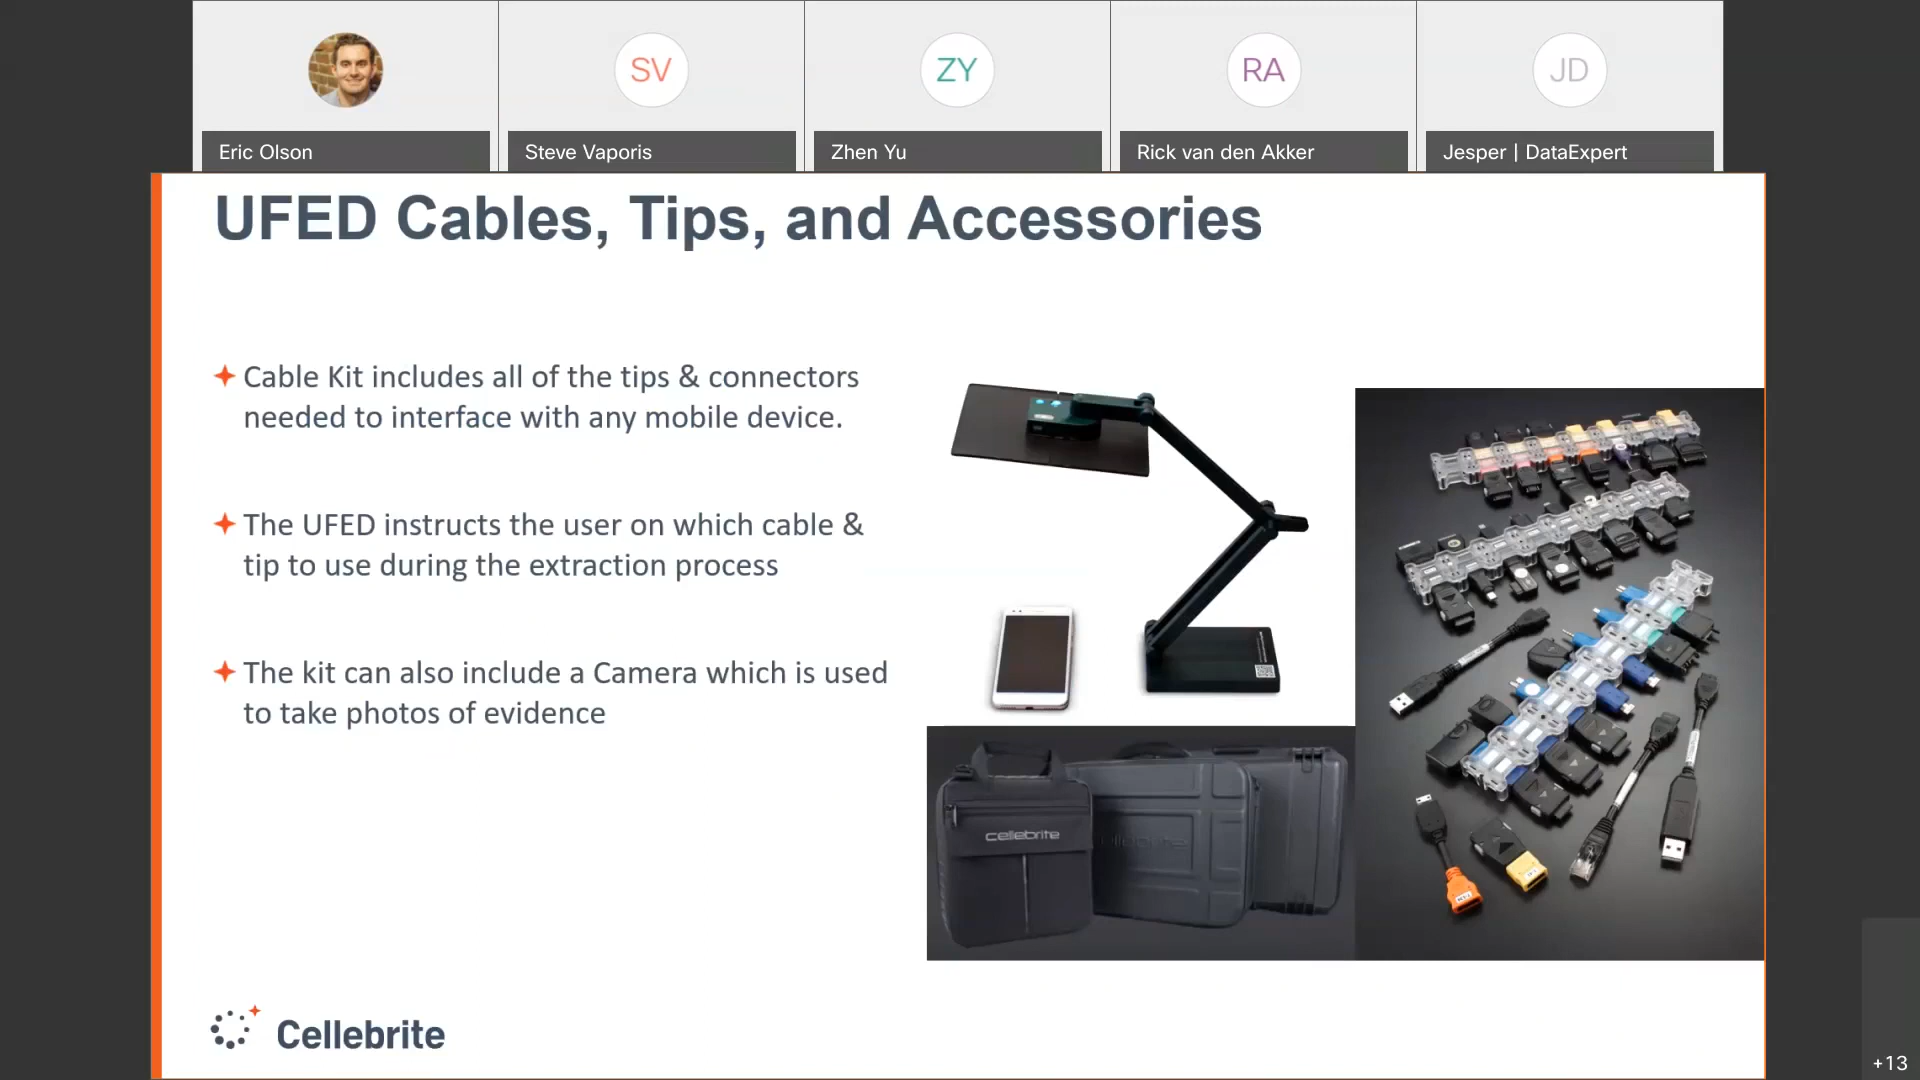 SV
ZY
RA
JD
Eric Olson
Steve Vaporis
Zhen Yu
Rick van den Akker
Jesper | DataExpert
UFED Cables, Tips, and Accessories
Cable Kit includes all of the tips & connectors
needed to interface with any mobile device.
The UFED instructs the user on which cable &
tip to use during the extraction process
The kit can also include a Camera which is used
to take photos of evidence
cellebrite
Cellebrite
+13